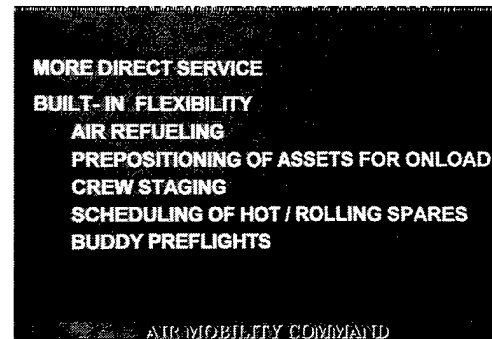 MORE DIRECT SERVICE
BUILT- IN FLEXIBILITY
AIR REFUELING
PREPOSITIONING OF ASSETS FOR ONLOAD
CREW STAGING
SCHEDULING OF HOT / ROLLING SPARES
BUDDY PREFLIGHTS
AIR MOBILITY COMMAND